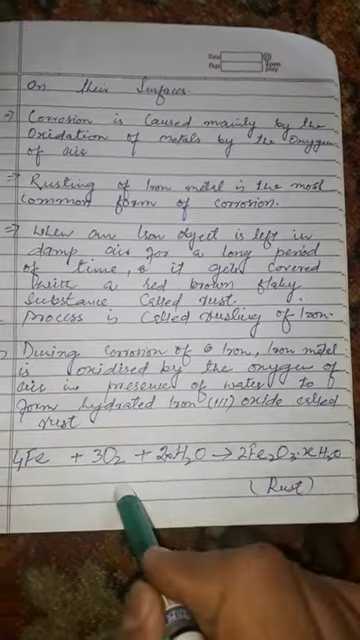 On their Surfaces
⇒ Corrosion is Caused mainly by the
Oxidation of metals by the Oxygen
of air
⇒ Rusting of Iron metal is the most
Common form of corrosion.
⇒ When an Iron object is left in
damp air for a long period
of time, it gets Covered
with a red brown flaky
Substance Called rust.
Process is Called rusting of Iron.
During corrosion of Iron, Iron metal
is oxidised by the oxygen of
air in presence of water to
form hydrated Iron (III) oxide called
rust
4Fe + 3O₂ + 2xH₂O → 2Fe₂O₃·xH₂O
(Rust)